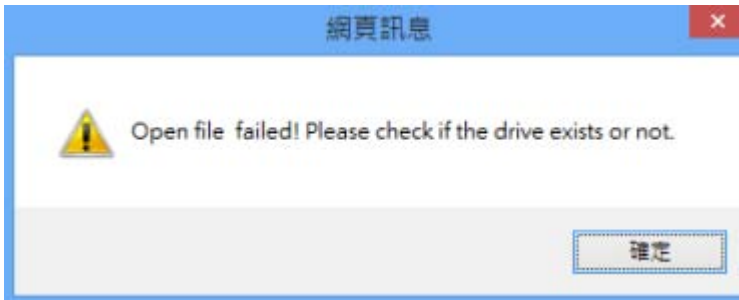 網頁訊息
Open file  failed! Please check if the drive exists or not.
確定